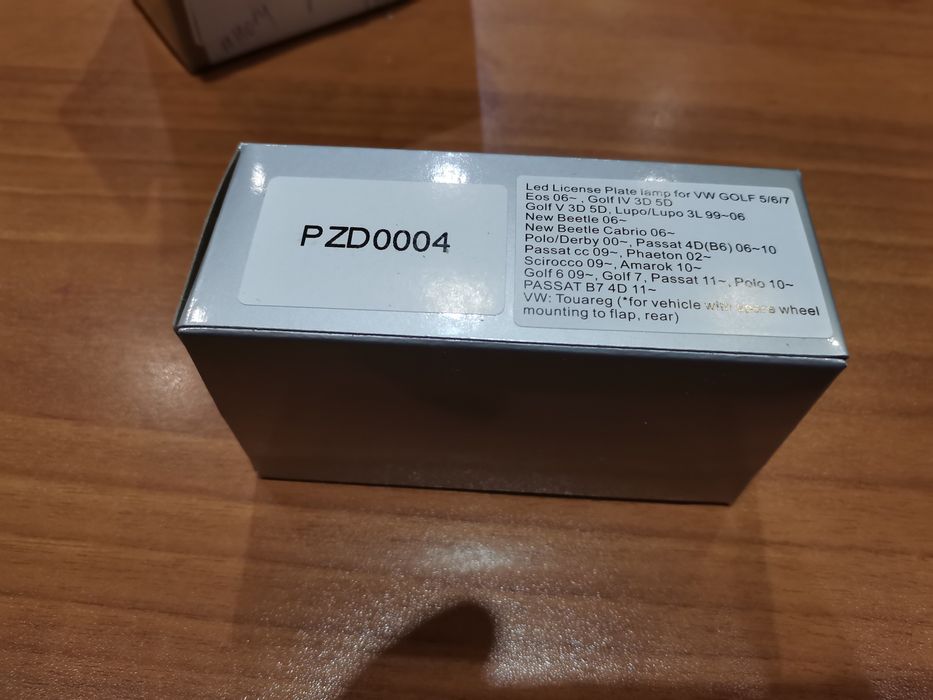 PZD0004
Led License Plate lamp for VW GOLF 5/6/7
Eos 06~ , Golf IV 3D 5D
Golf V 3D 5D, Lupo/Lupo 3L 99~06
New Beetle 06~
New Beetle Cabrio 06~
Polo/Derby 00~, Passat 4D(B6) 06~10
Passat cc 09~, Phaeton 02~
Scirocco 09~, Amarok 10~
Golf 6 09~, Golf 7, Passat 11~, Polo 10~
PASSAT B7 4D 11~
VW: Touareg (*for vehicle with spare wheel
mounting to flap, rear)